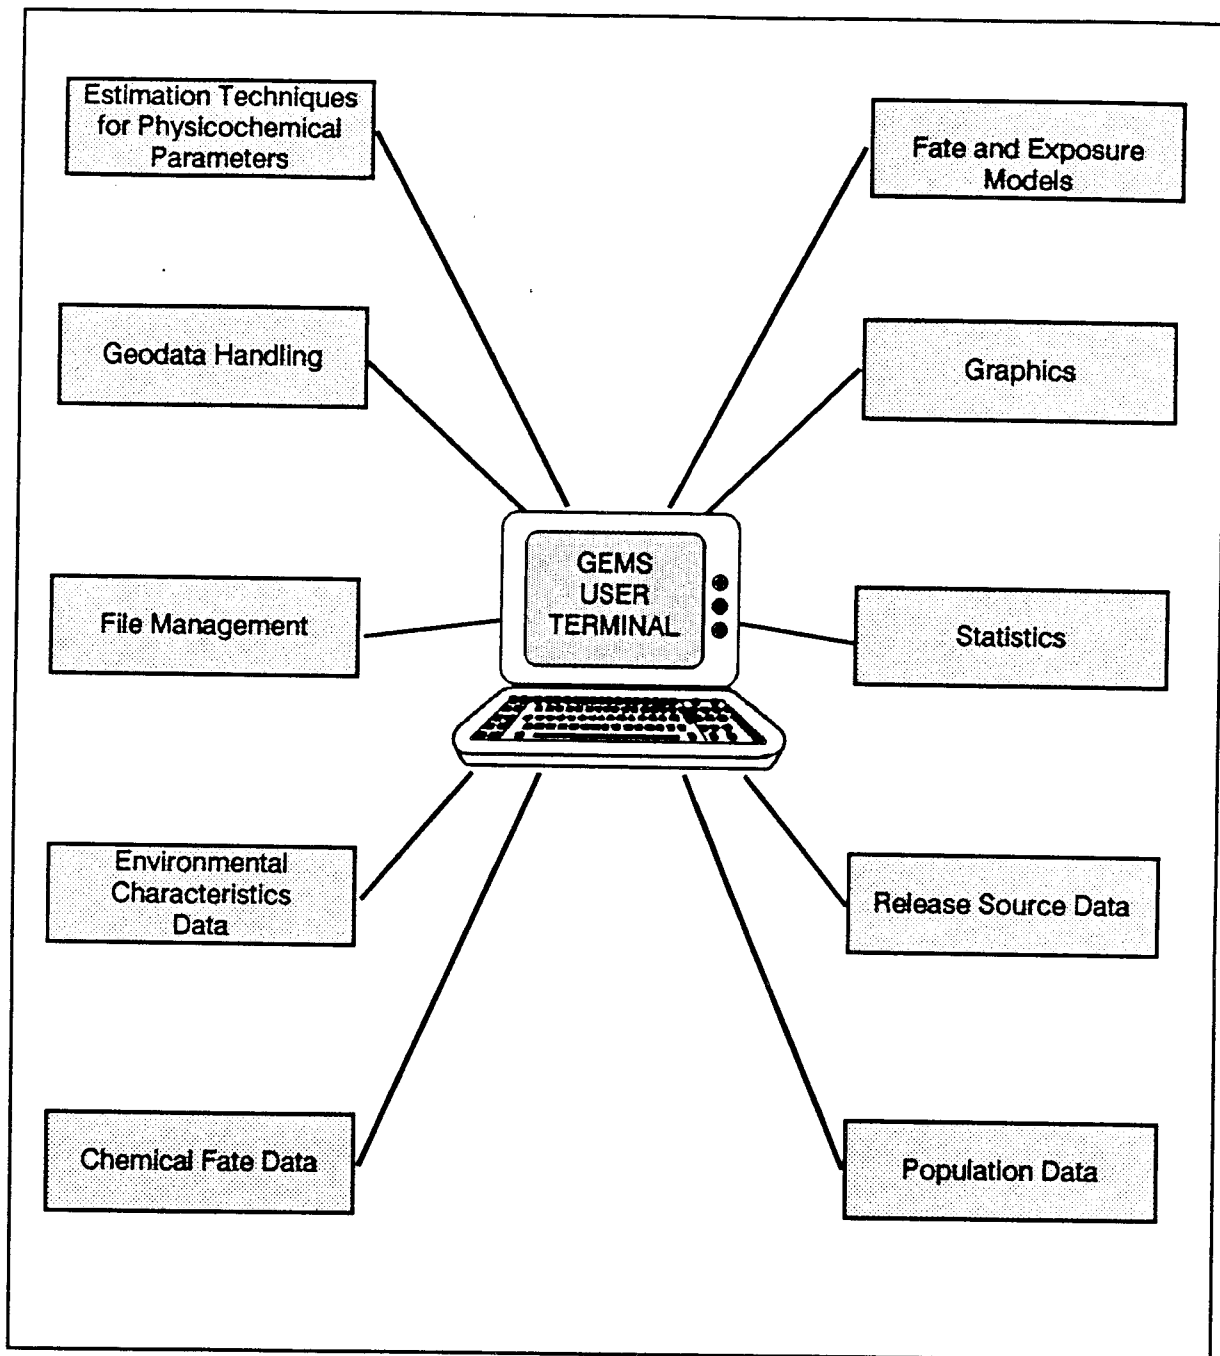 Estimation Techniques
for Physicochemical
Parameters
Fate and Exposure
Models
Geodata Handling
Graphics
GEMS
USER
TERMINAL
File Management
Statistics
Environmental
Characteristics
Data
Release Source Data
Chemical Fate Data
Population Data